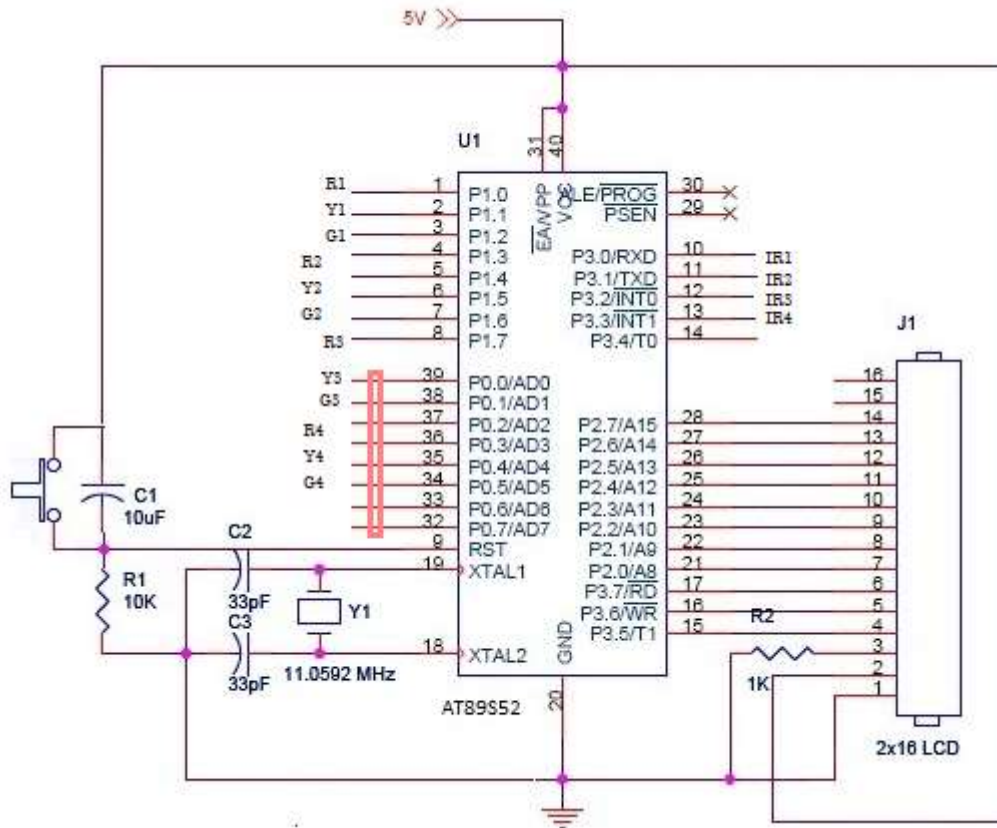 5V
U1
31
40
R1
1
P1.0
Y1
2
P1.1
G1
3
P1.2
4
P1.3
R2
5
P1.4
Y2
6
P1.5
G2
7
P1.6
R3
8
P1.7
EA/VPP
VCC
ALE/PROG
30
PSEN
29
P3.0/RXD
10
IR1
P3.1/TXD
11
IR2
P3.2/INT0
12
IR3
P3.3/INT1
13
IR4
P3.4/T0
14
J1
Y3
39
P0.0/AD0
G3
38
P0.1/AD1
37
P0.2/AD2
R4
36
P0.3/AD3
Y4
35
P0.4/AD4
G4
34
P0.5/AD5
33
P0.6/AD6
32
P0.7/AD7
9
RST
19
XTAL1
18
XTAL2
P2.7/A15
28
P2.6/A14
27
P2.5/A13
26
P2.4/A12
25
P2.3/A11
24
P2.2/A10
23
P2.1/A9
22
P2.0/A8
21
P3.7/RD
17
P3.6/WR
16
P3.5/T1
15
16
15
14
13
12
11
10
9
8
7
6
5
4
3
2
1
C1
10uF
C2
33pF
R1
10K
C3
33pF
Y1
11.0592 MHz
R2
1K
GND
20
AT89S52
2x16 LCD